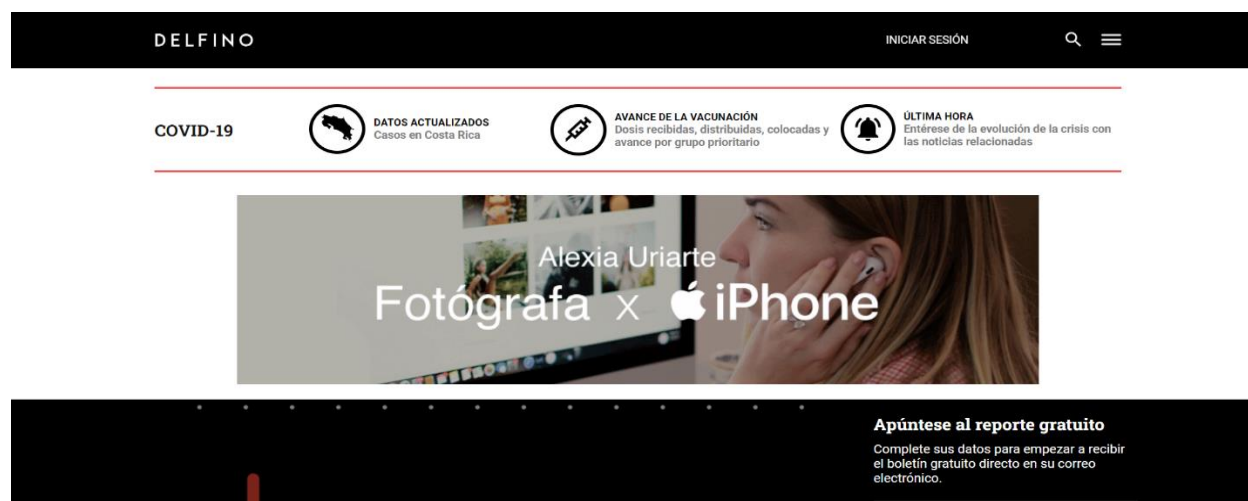 DELFINO
INICIAR SESIÓN
COVID-19
DATOS ACTUALIZADOS
Casos en Costa Rica
AVANCE DE LA VACUNACIÓN
Dosis recibidas, distribuidas, colocadas y
avance por grupo prioritario
ÚLTIMA HORA
Entérese de la evolución de la crisis con
las noticias relacionadas
Alexia Uriarte
Fotógrafa x iPhone
Apúntese al reporte gratuito
Complete sus datos para empezar a recibir
el boletín gratuito directo en su correo
electrónico.